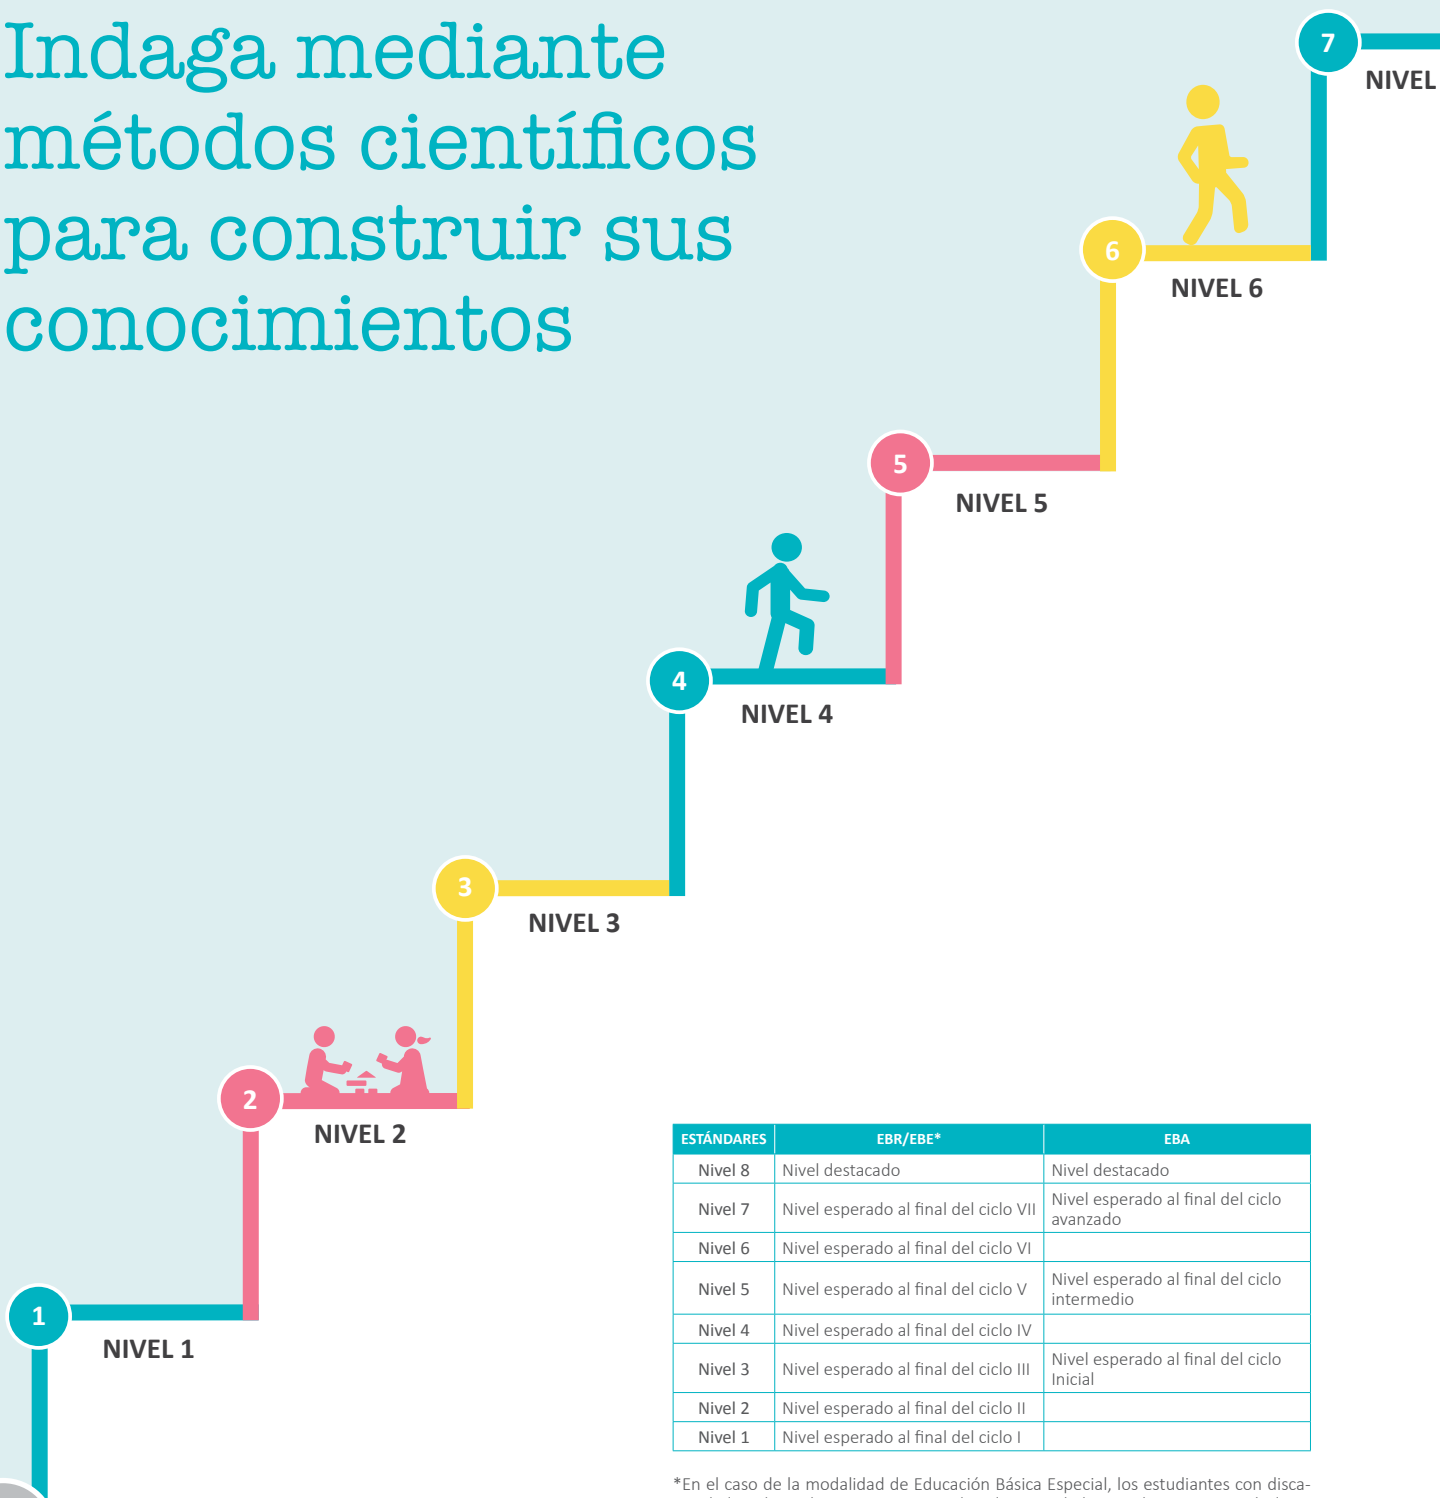 Indaga mediante
métodos científicos
para construir sus
conocimientos
7
NIVEL
6
NIVEL 6
5
NIVEL 5
4
NIVEL 4
3
NIVEL 3
2
NIVEL 2
1
NIVEL 1
ESTÁNDARES EBR/EBE* EBA
Nivel 8 Nivel destacado Nivel destacado
Nivel 7 Nivel esperado al final del ciclo VII Nivel esperado al final del ciclo
avanzado
Nivel 6 Nivel esperado al final del ciclo VI
Nivel 5 Nivel esperado al final del ciclo V Nivel esperado al final del ciclo
intermedio
Nivel 4 Nivel esperado al final del ciclo IV
Nivel 3 Nivel esperado al final del ciclo III Nivel esperado al final del ciclo
Inicial
Nivel 2 Nivel esperado al final del ciclo II
Nivel 1 Nivel esperado al final del ciclo I
*En el caso de la modalidad de Educación Básica Especial, los estudiantes con disca-